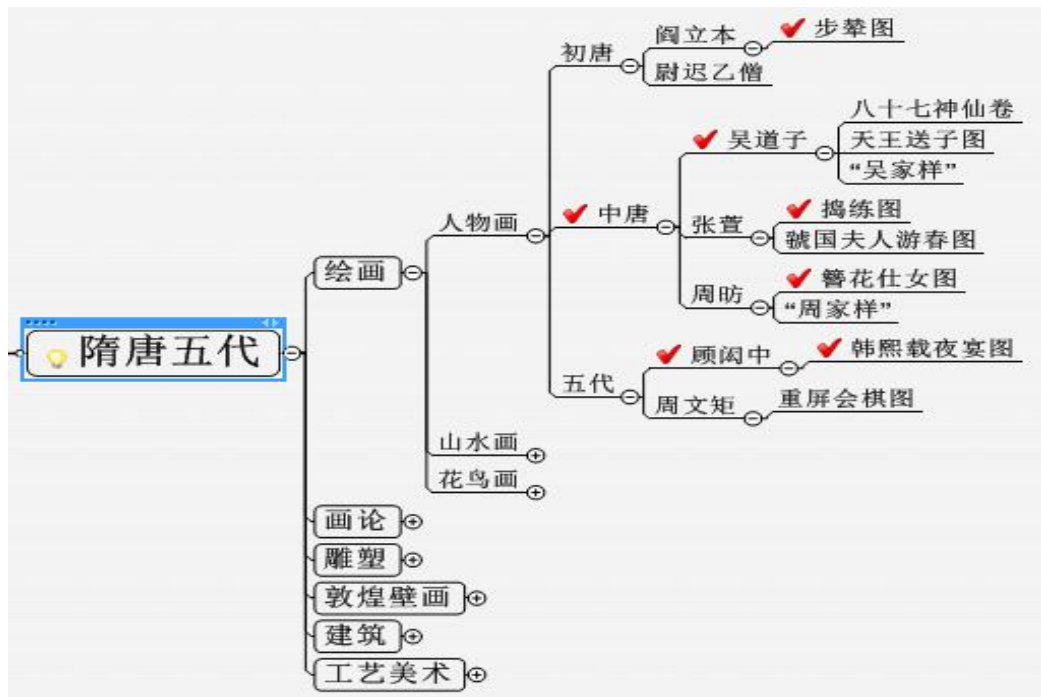 隋唐五代
绘画
人物画
初唐
阎立本
步辇图
尉迟乙僧
中唐
吴道子
八十七神仙卷
天王送子图
“吴家样”
张萱
捣练图
虢国夫人游春图
周昉
簪花仕女图
“周家样”
五代
顾闳中
韩熙载夜宴图
周文矩
重屏会棋图
山水画
花鸟画
画论
雕塑
敦煌壁画
建筑
工艺美术